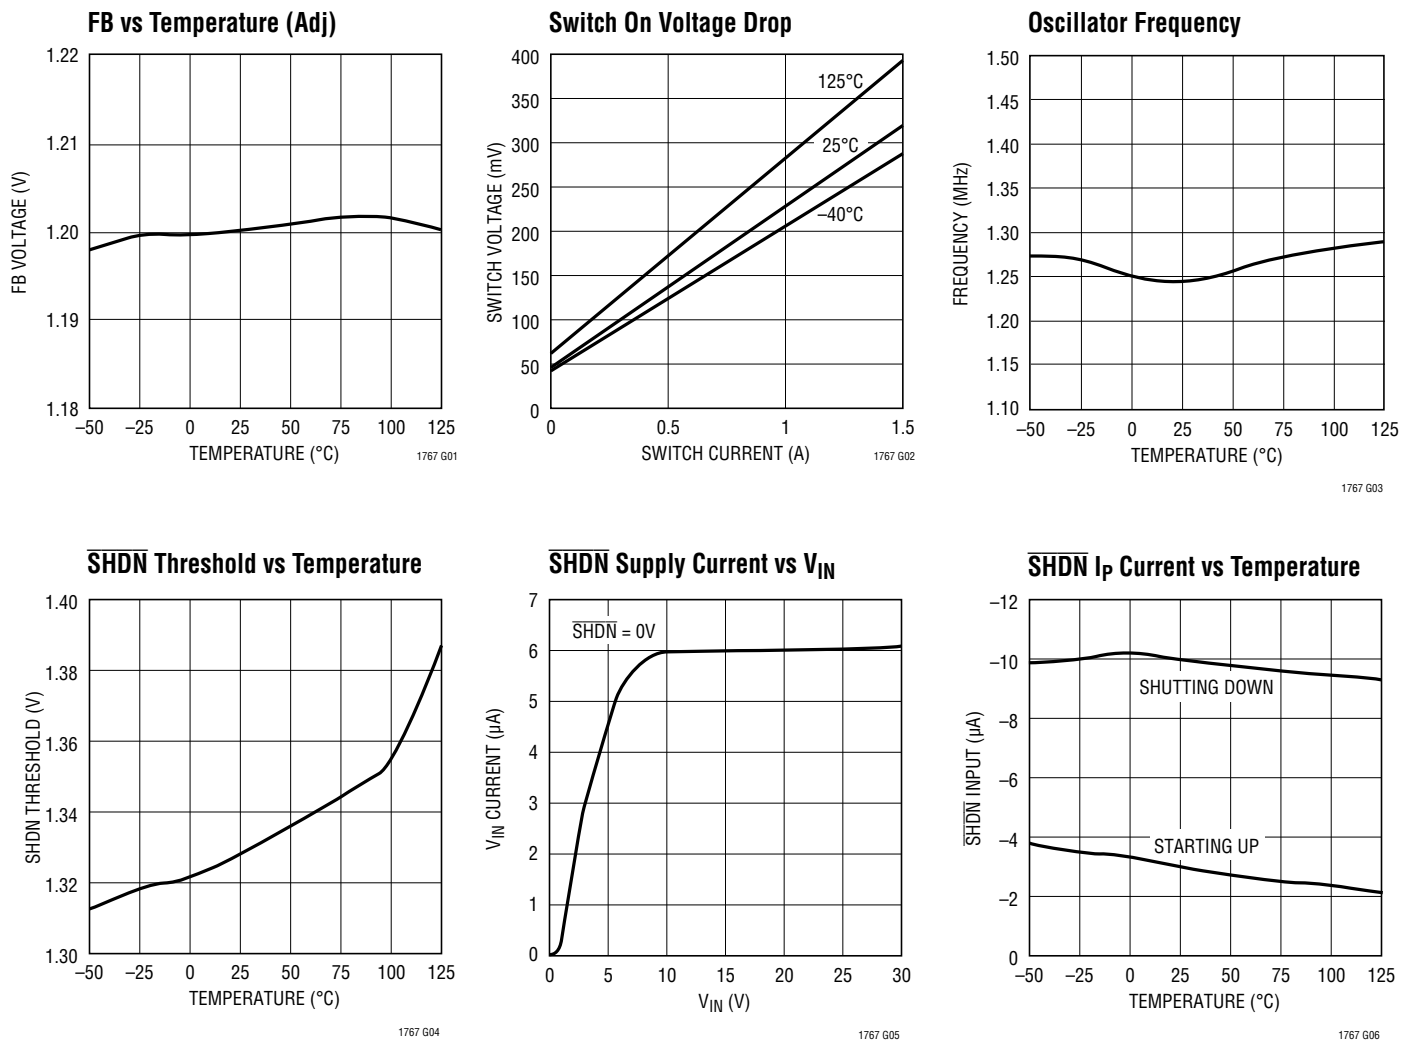 FB vs Temperature (Adj)
1.22
1.21
1.20
1.19
1.18
FB VOLTAGE (V)
–50 –25 0 25 50 75 100 125
TEMPERATURE (°C)
1767 G01
Switch On Voltage Drop
400
350
300
250
200
150
100
50
0
SWITCH VOLTAGE (mV)
125°C
25°C
–40°C
0 0.5 1 1.5
SWITCH CURRENT (A)
1767 G02
Oscillator Frequency
1.50
1.45
1.40
1.35
1.30
1.25
1.20
1.15
1.10
FREQUENCY (MHz)
–50 –25 0 25 50 75 100 125
TEMPERATURE (°C)
1767 G03
SHDN Threshold vs Temperature
1.40
1.38
1.36
1.34
1.32
1.30
SHDN THRESHOLD (V)
–50 –25 0 25 50 75 100 125
TEMPERATURE (°C)
1767 G04
SHDN Supply Current vs VIN
7
6
5
4
3
2
1
0
VIN CURRENT (µA)
SHDN = 0V
0 5 10 15 20 25 30
VIN (V)
1767 G05
SHDN IP Current vs Temperature
–12
–10
–8
–6
–4
–2
0
SHDN INPUT (µA)
SHUTTING DOWN
STARTING UP
–50 –25 0 25 50 75 100 125
TEMPERATURE (°C)
1767 G06